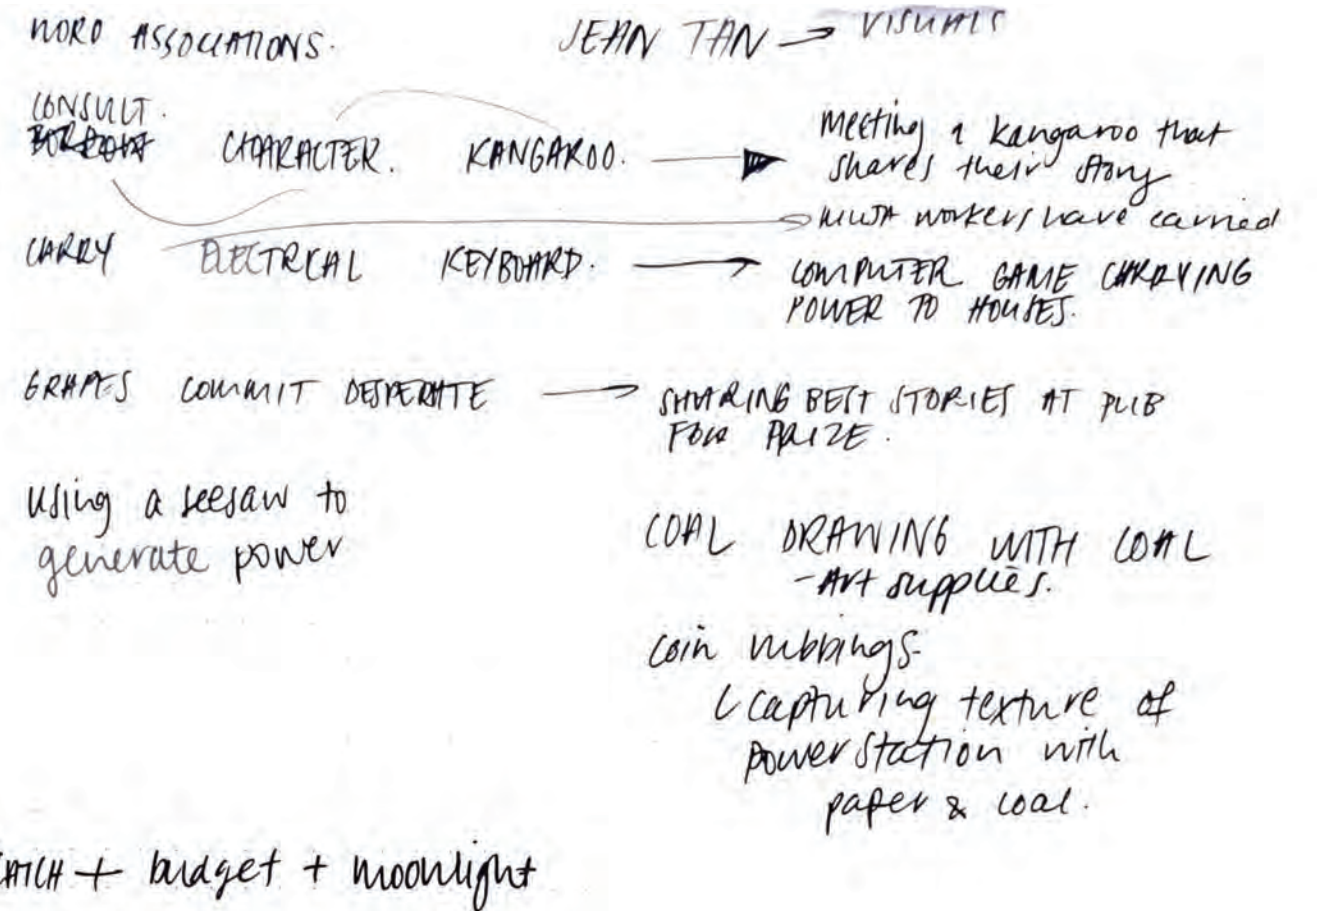 WORD ASSOCIATIONS.
JEAN TAN → VISUALS
CONSULT.
CHARACTER. KANGAROO. →
Meeting a kangaroo that
shares their story
workers have carried
CARRY ELECTRICAL KEYBOARD. →
COMPUTER GAME CARRYING
POWER TO HOUSES.
GRAPES COMMIT DESPERATE →
SHARING BEST STORIES AT PUB
FOR PRIZE.
using a seesaw to
generate power
COAL DRAWING WITH COAL
- Art supplies.
coin rubbings.
capturing texture of
power station with
paper & coal.
CATCH + budget + moonlight